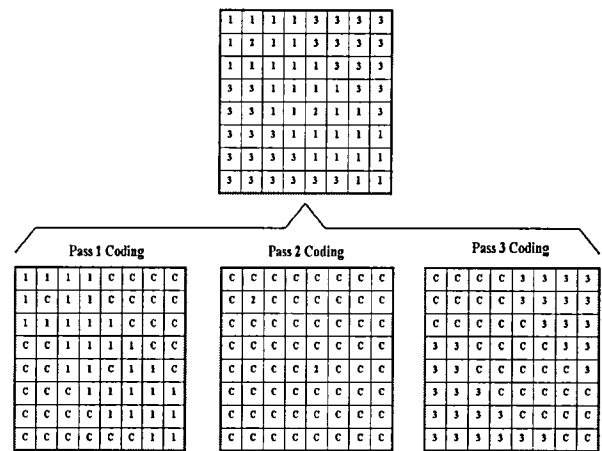 1 1 1 1 3 3 3 3
1 2 1 1 3 3 3 3
1 1 1 1 1 3 3 3
3 3 1 1 1 1 3 3
3 3 1 1 2 1 1 3
3 3 3 1 1 1 1 1
3 3 3 3 1 1 1 1
3 3 3 3 3 3 1 1
Pass 1 Coding
1 1 1 1 C C C C
1 C 1 1 C C C C
1 1 1 1 1 C C C
C C 1 1 1 1 C C
C C 1 1 C 1 1 C
C C C 1 1 1 1 1
C C C C 1 1 1 1
C C C C C C 1 1
Pass 2 Coding
C C C C C C C C
C 2 C C C C C C
C C C C C C C C
C C C C C C C C
C C C C 2 C C C
C C C C C C C C
C C C C C C C C
C C C C C C C C
Pass 3 Coding
C C C C 3 3 3 3
C C C C 3 3 3 3
C C C C C 3 3 3
3 3 C C C C 3 3
3 3 C C C C C 3
3 3 3 C C C C C
3 3 3 3 C C C C
3 3 3 3 3 3 C C